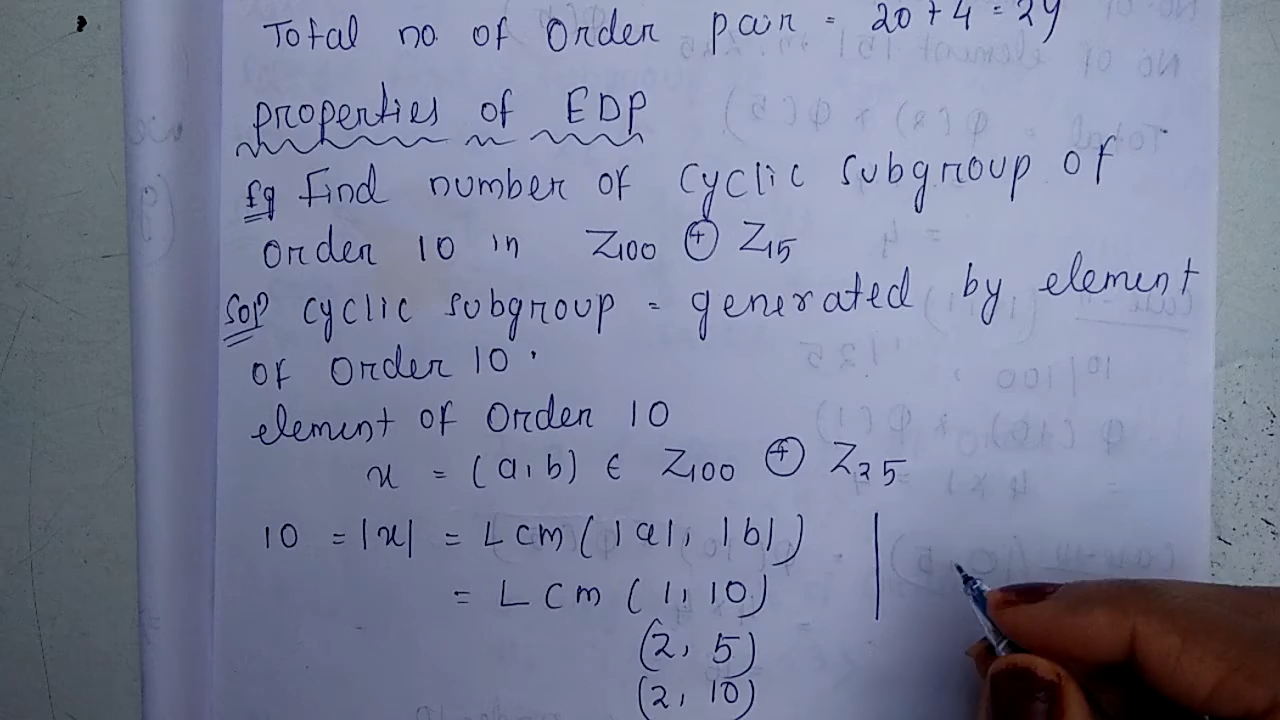 Total no of order pair = 20 + 4 = 24
properties of EDP
Eg Find number of cyclic subgroup of
order 10 in Z100 ⊕ Z15
Sol cyclic subgroup = generated by element
of order 10.
element of order 10
x = (a, b) ∈ Z100 ⊕ Z25
10 = |x| = Lcm (|a|, |b|)
= Lcm (1, 10)
(2, 5)
(2, 10)